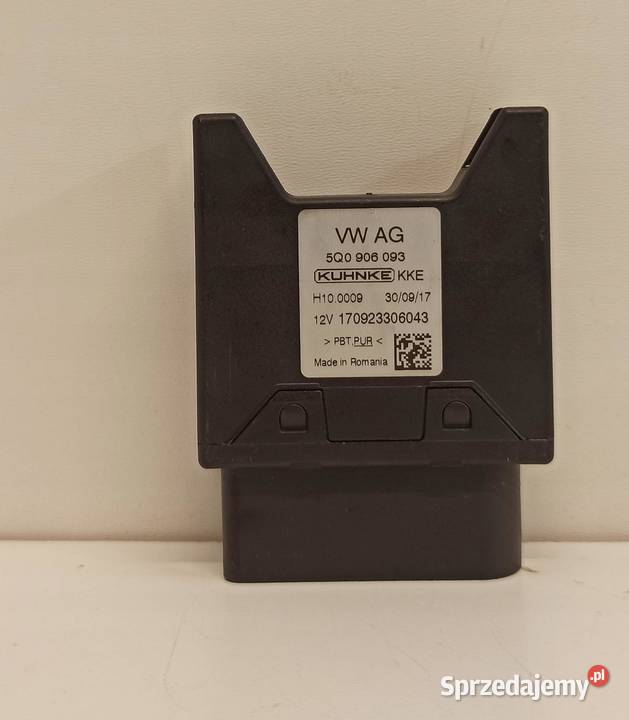 VW AG
5Q0 906 093
KUHNKE KKE
H10.0009 30/09/17
12V 170923306043
> PBT,PUR <
Made in Romania
Sprzedajemy.pl